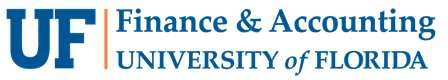 UF
Finance & Accounting
UNIVERSITY of FLORIDA